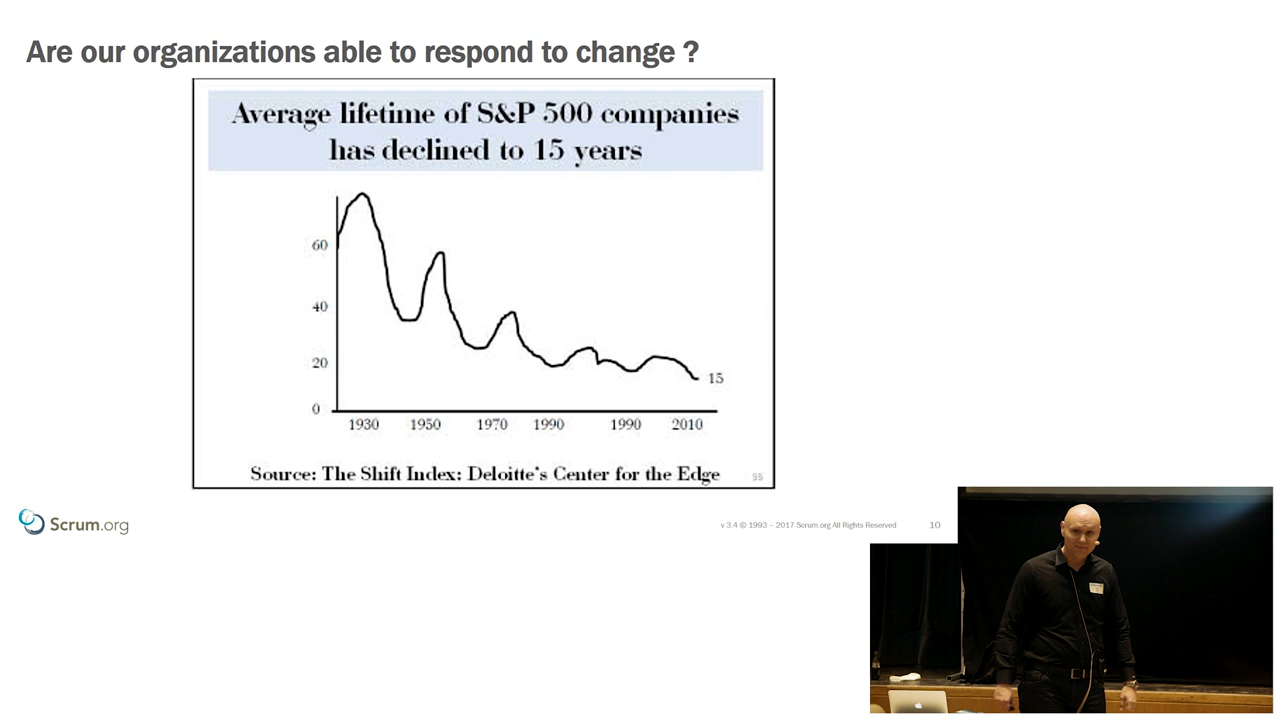 Are our organizations able to respond to change ?
Average lifetime of S&P 500 companies
has declined to 15 years
60
40
20
0
15
1930 1950 1970 1990 1990 2010
Source: The Shift Index: Deloitte's Center for the Edge
55
Scrum.org
v 3.4 © 1993 – 2017 Scrum.org All Rights Reserved
10